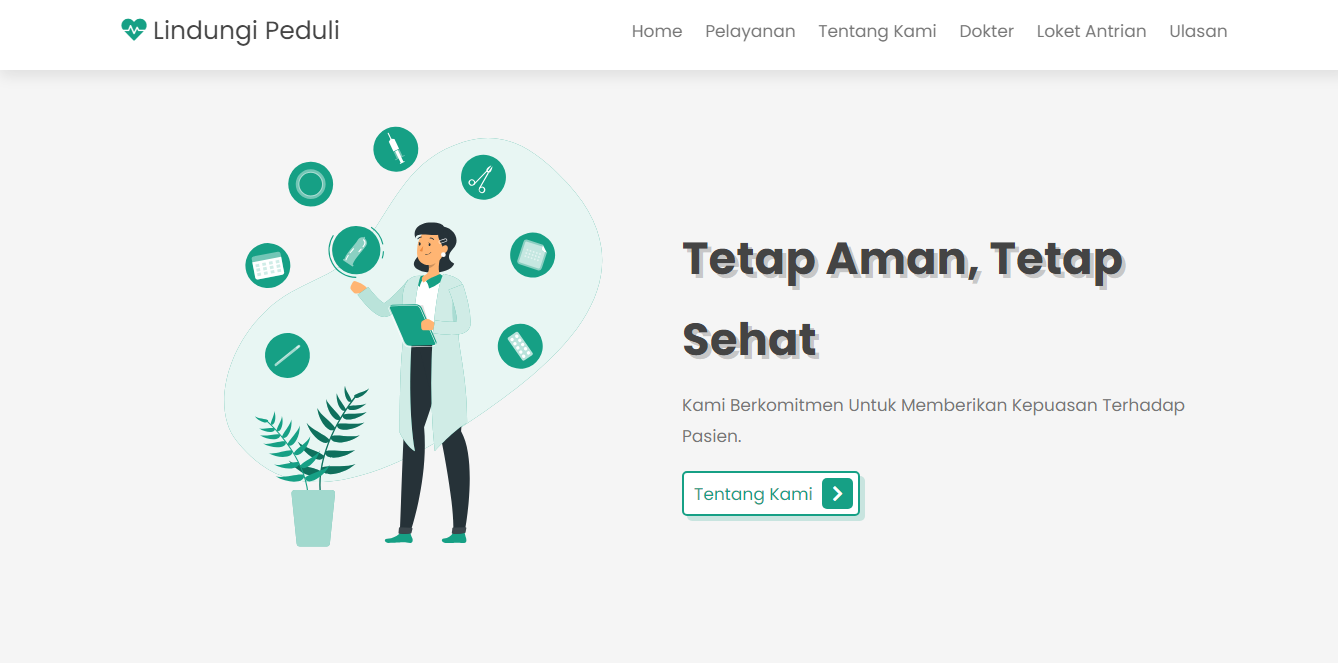 Lindungi Peduli
Home Pelayanan Tentang Kami Dokter Loket Antrian Ulasan
Tetap Aman, Tetap
Sehat
Kami Berkomitmen Untuk Memberikan Kepuasan Terhadap
Pasien.
Tentang Kami